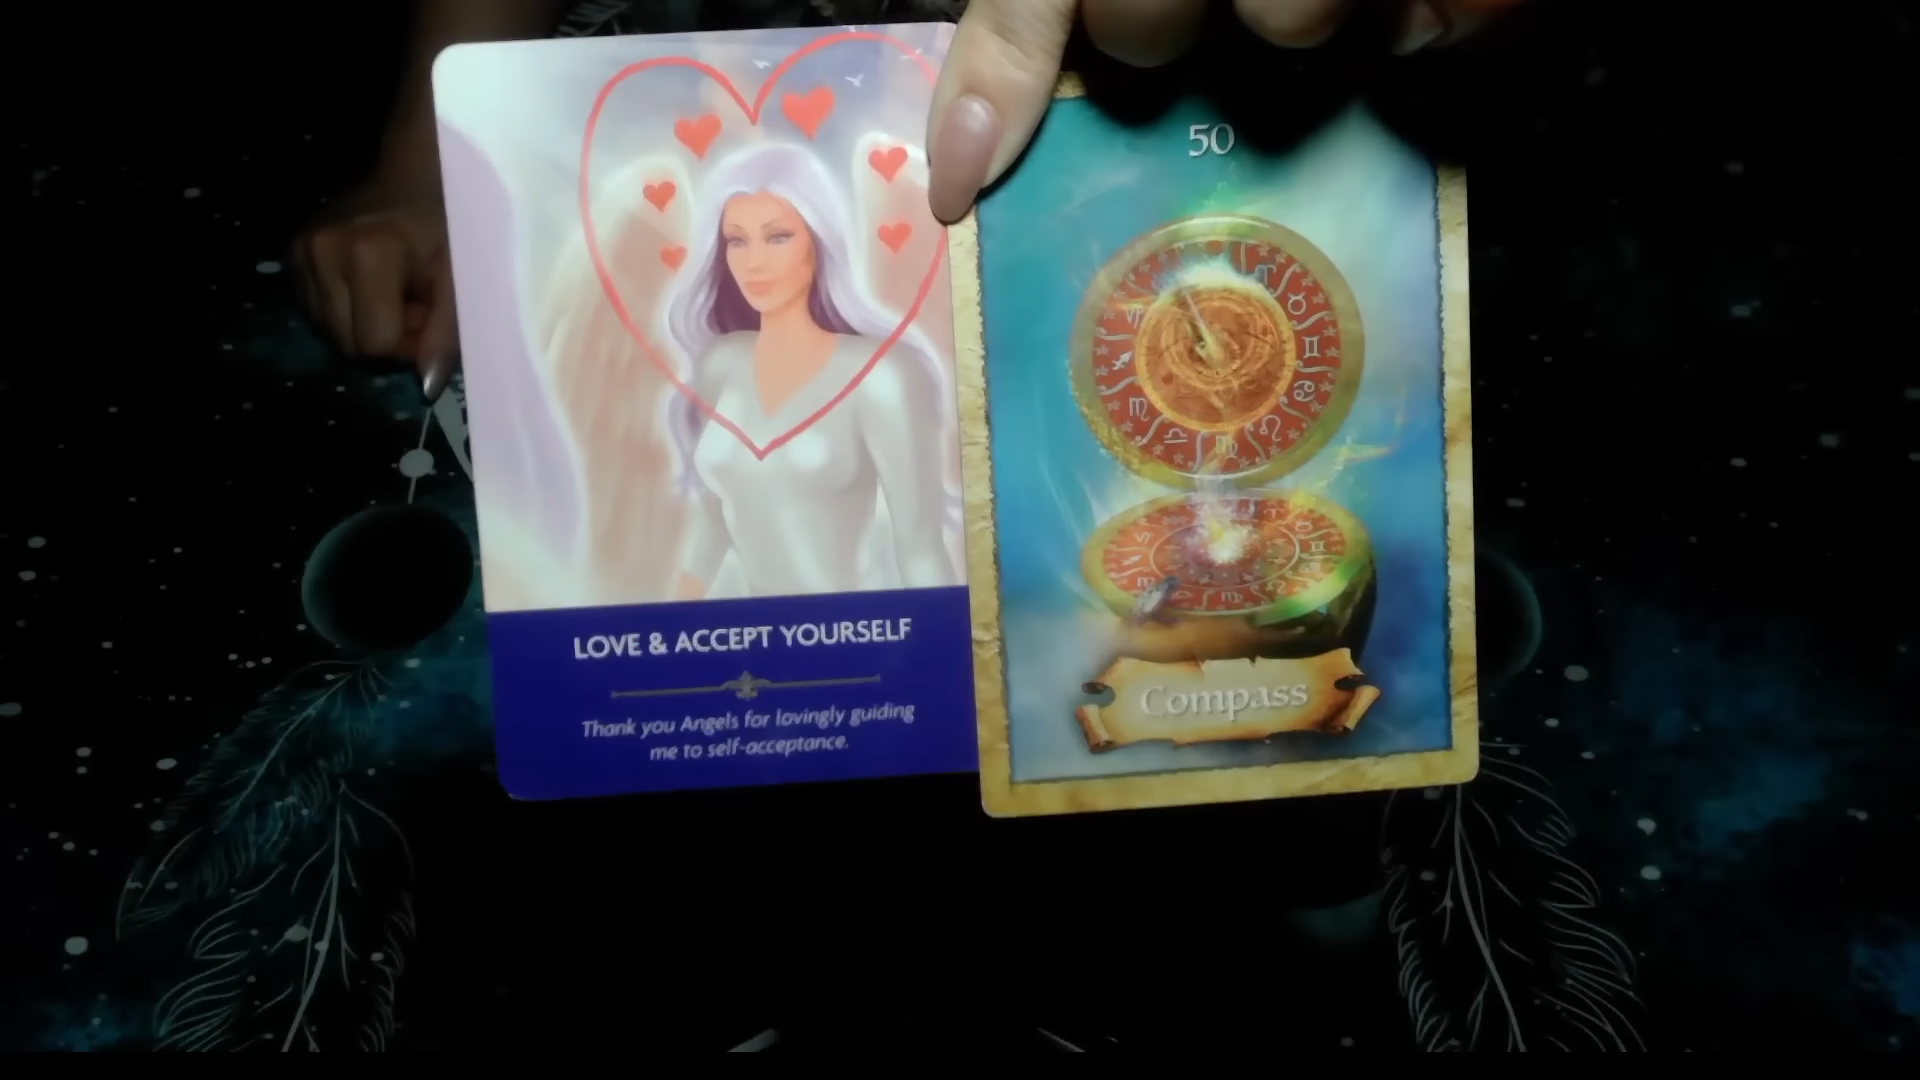 LOVE & ACCEPT YOURSELF
Thank you Angels for lovingly guiding
me to self-acceptance.
50
Compass